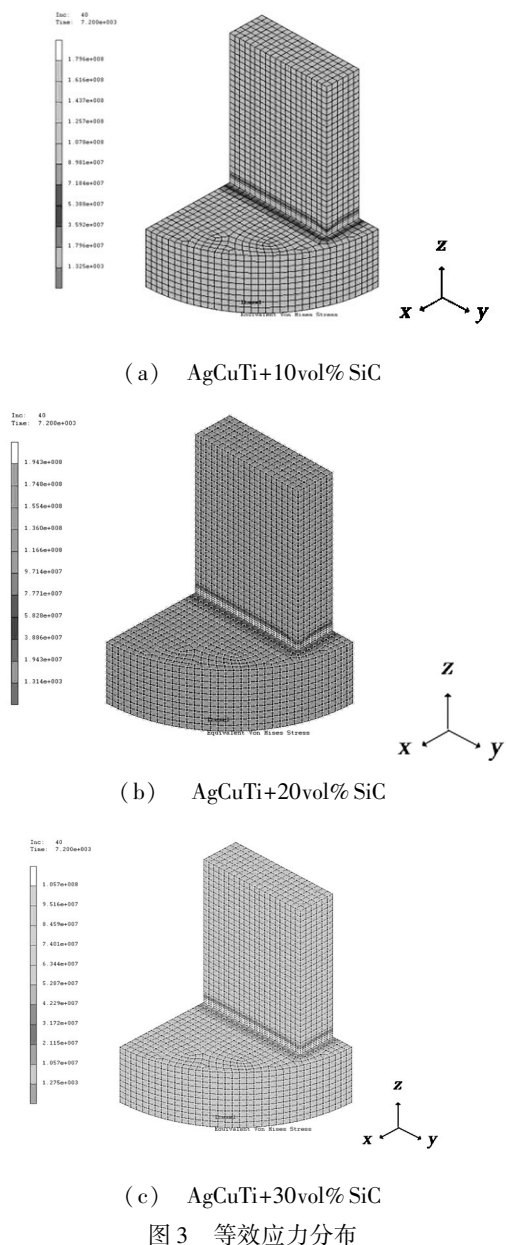 Inc: 40
Time: 7.200e+003
1.796e+008
1.616e+008
1.437e+008
1.257e+008
1.078e+008
8.981e+007
7.184e+007
5.388e+007
3.592e+007
1.796e+007
1.325e+003
Equivalent Von Mises Stress
z
x
y
(a) AgCuTi+10vol% SiC
Inc: 40
Time: 7.200e+003
1.943e+008
1.748e+008
1.554e+008
1.360e+008
1.166e+008
9.714e+007
7.771e+007
5.828e+007
3.886e+007
1.943e+007
1.314e+003
Equivalent Von Mises Stress
z
x
y
(b) AgCuTi+20vol% SiC
Inc: 40
Time: 7.200e+003
1.057e+008
9.516e+007
8.459e+007
7.401e+007
6.344e+007
5.287e+007
4.229e+007
3.172e+007
2.115e+007
1.057e+007
1.275e+003
Equivalent Von Mises Stress
z
x
y
(c) AgCuTi+30vol% SiC
图 3 等效应力分布